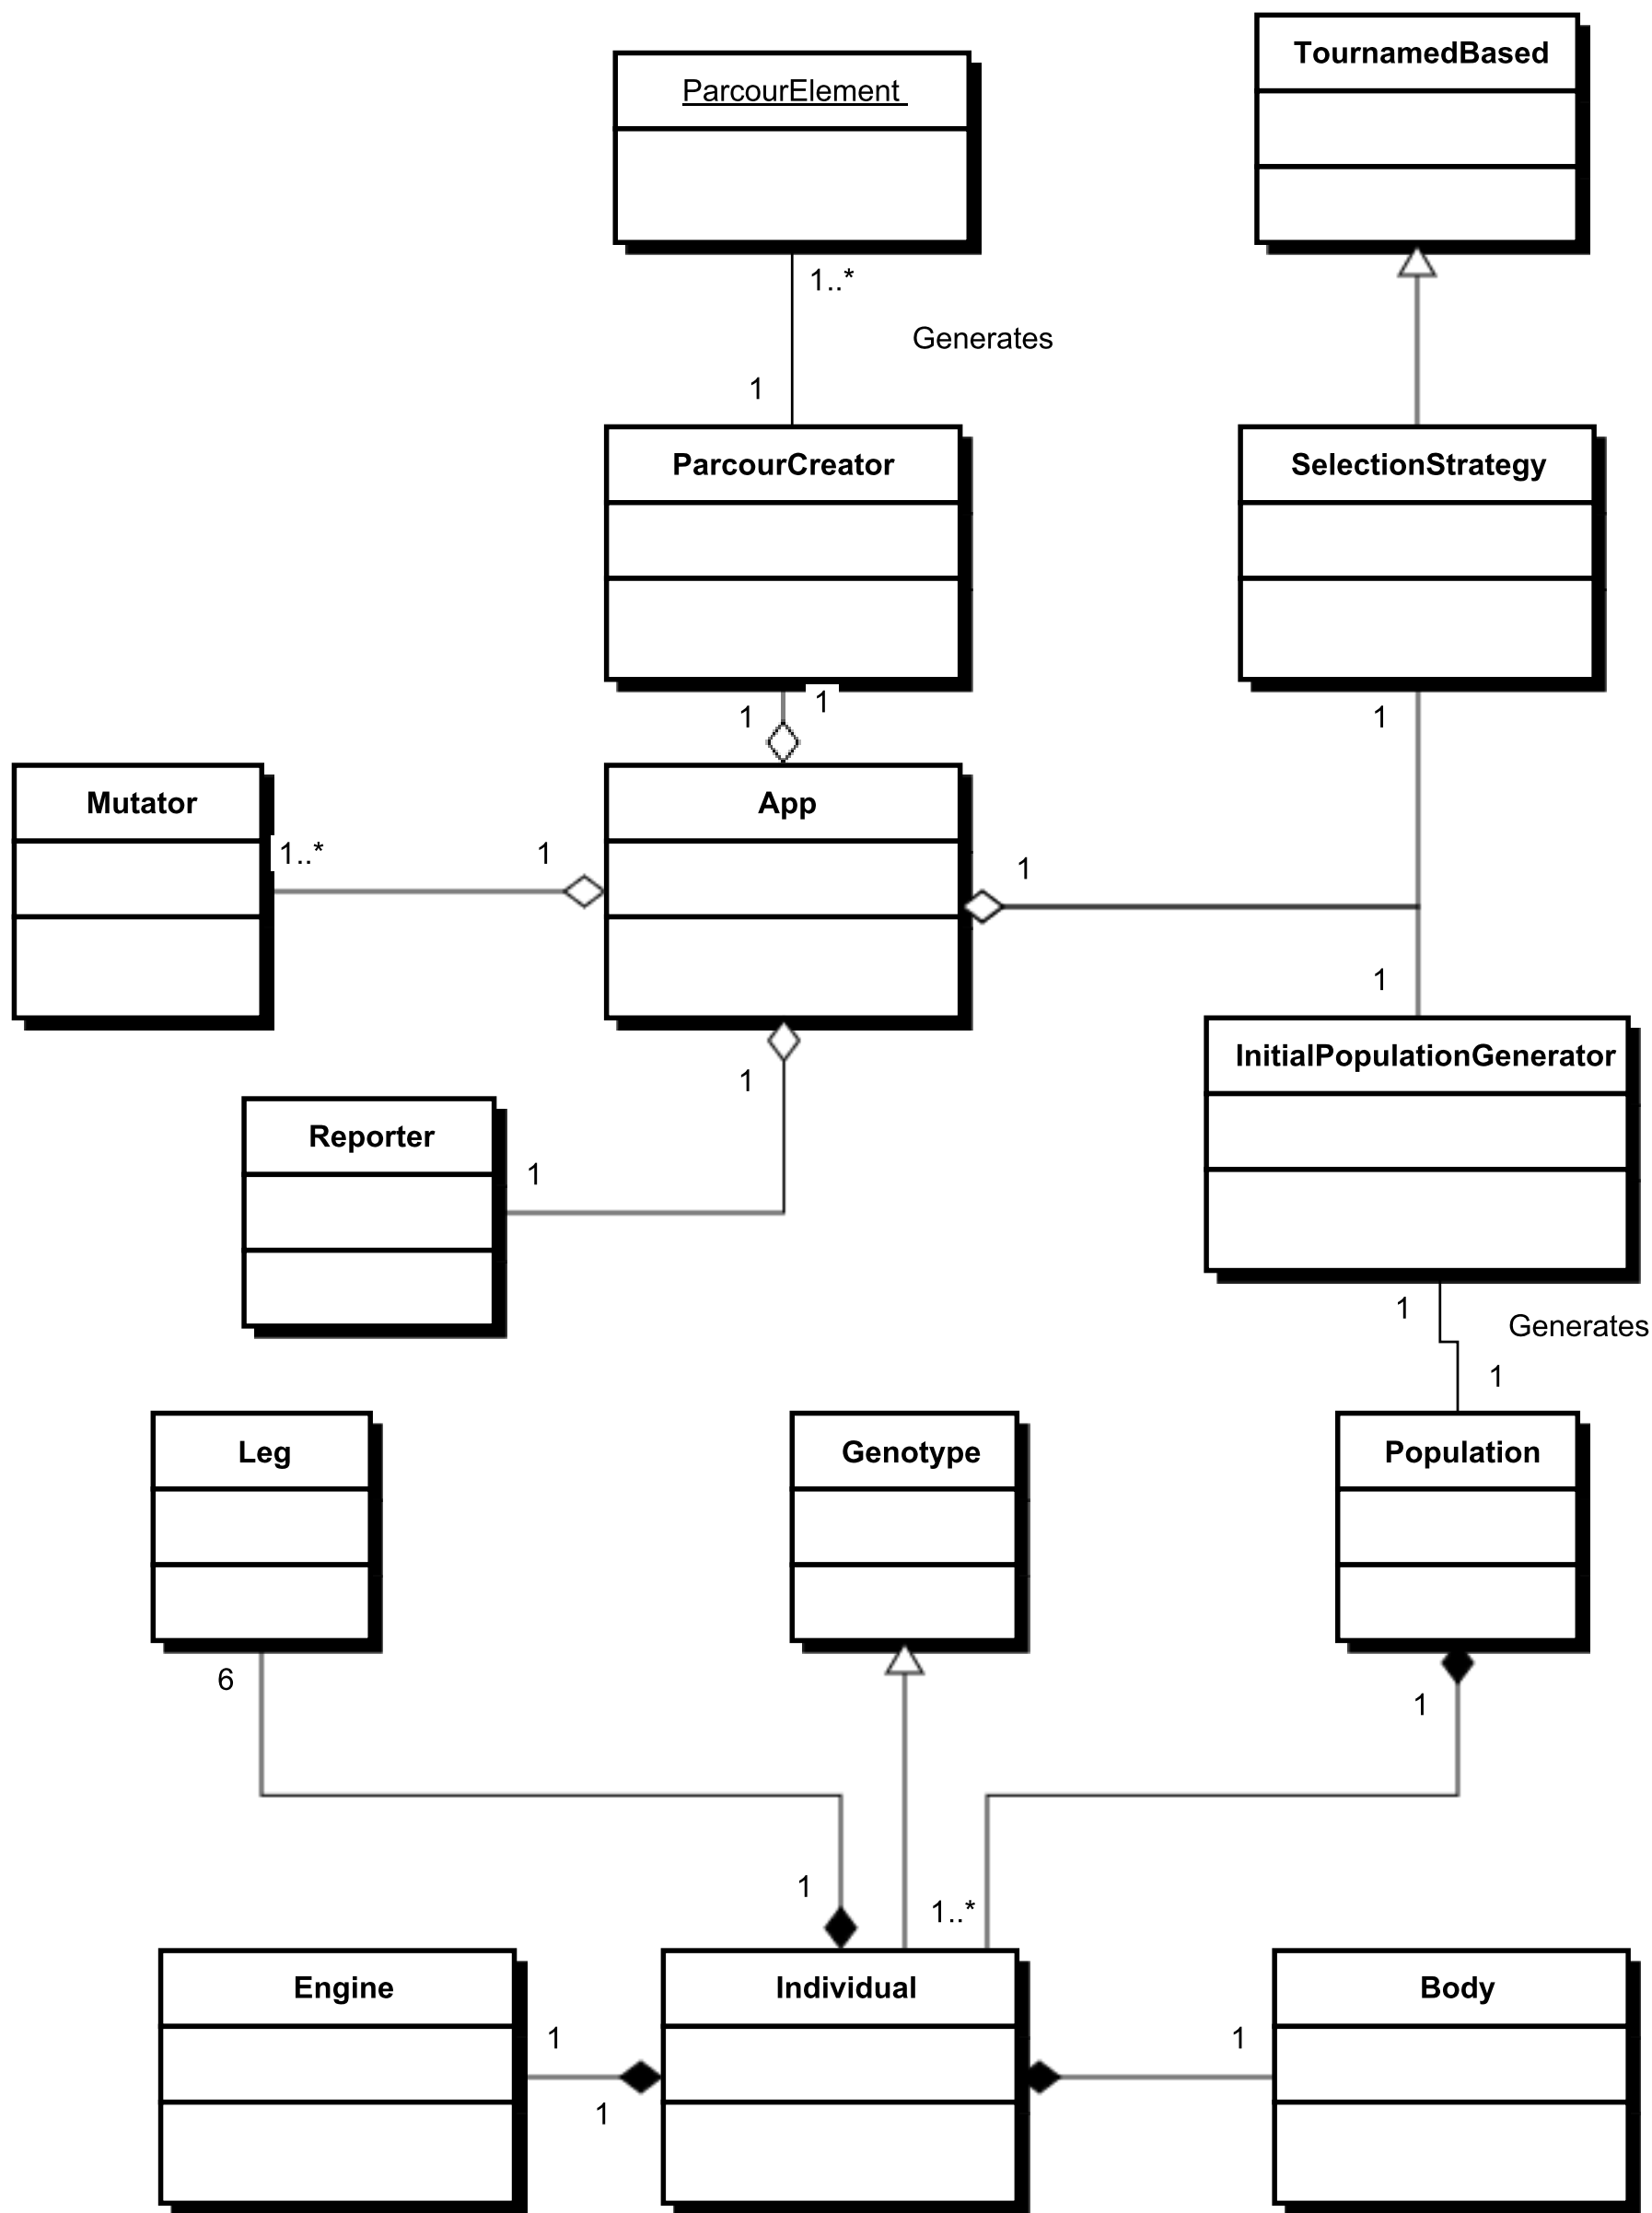 TournamedBased
ParcourElement
1..*
Generates
1
ParcourCreator
SelectionStrategy
1
1
1
Mutator
App
1..*
1
1
1
InitialPopulationGenerator
1
Reporter
1
1
Generates
1
Leg
Genotype
Population
6
1
1
1..*
Engine
Individual
Body
1
1
1